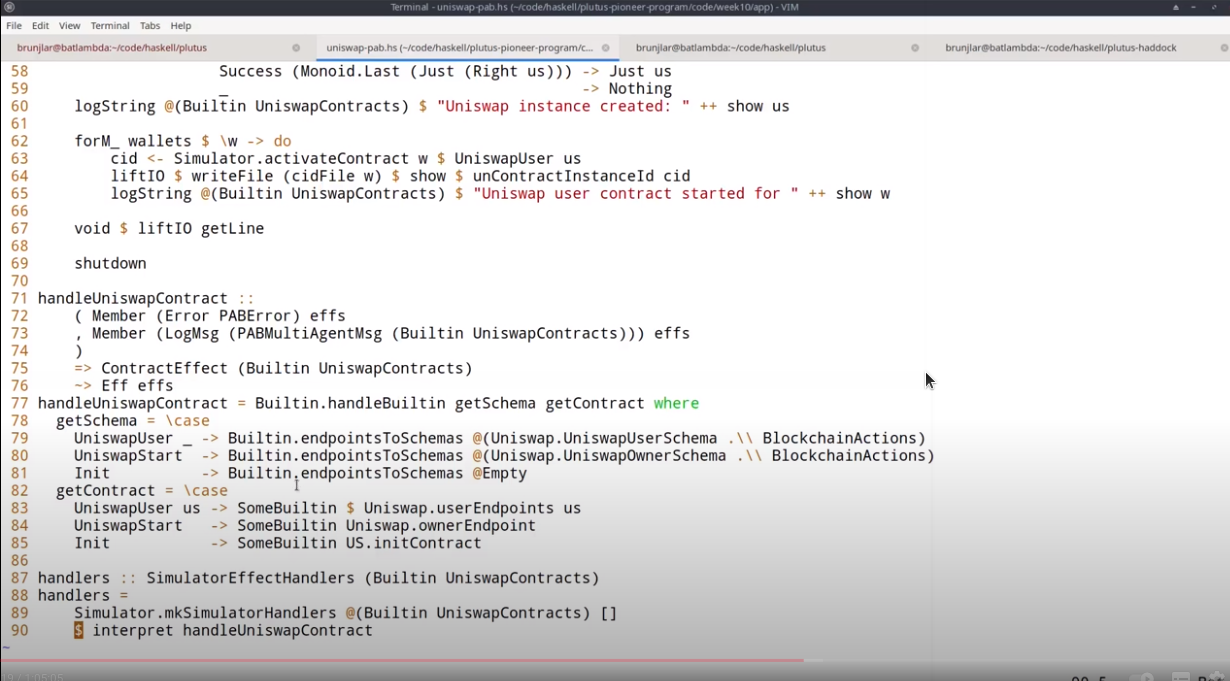 Terminal - uniswap-pab.hs (~/code/haskell/plutus-pioneer-program/code/week10/app) - VIM
File Edit View Terminal Tabs Help
brunjlar@batlambda:~/code/haskell/plutus
uniswap-pab.hs (~/code/haskell/plutus-pioneer-program/c...
brunjlar@batlambda:~/code/haskell/plutus
brunjlar@batlambda:~/code/haskell/plutus-haddock
58                     Success (Monoid.Last (Just (Right us))) -> Just us
59                     _                                       -> Nothing
60     logString @(Builtin UniswapContracts) $ "Uniswap instance created: " ++ show us
61
62     forM_ wallets $ \w -> do
63         cid <- Simulator.activateContract w $ UniswapUser us
64         liftIO $ writeFile (cidFile w) $ show $ unContractInstanceId cid
65         logString @(Builtin UniswapContracts) $ "Uniswap user contract started for " ++ show w
66
67     void $ liftIO getLine
68
69     shutdown
70
71 handleUniswapContract ::
72     ( Member (Error PABError) effs
73     , Member (LogMsg (PABMultiAgentMsg (Builtin UniswapContracts))) effs
74     )
75     => ContractEffect (Builtin UniswapContracts)
76     ~> Eff effs
77 handleUniswapContract = Builtin.handleBuiltin getSchema getContract where
78   getSchema = \case
79     UniswapUser _ -> Builtin.endpointsToSchemas @(Uniswap.UniswapUserSchema .\\ BlockchainActions)
80     UniswapStart  -> Builtin.endpointsToSchemas @(Uniswap.UniswapOwnerSchema .\\ BlockchainActions)
81     Init          -> Builtin.endpointsToSchemas @Empty
82   getContract = \case
83     UniswapUser us -> SomeBuiltin $ Uniswap.userEndpoints us
84     UniswapStart   -> SomeBuiltin Uniswap.ownerEndpoint
85     Init           -> SomeBuiltin US.initContract
86
87 handlers :: SimulatorEffectHandlers (Builtin UniswapContracts)
88 handlers =
89     Simulator.mkSimulatorHandlers @(Builtin UniswapContracts) []
90     $ interpret handleUniswapContract
~